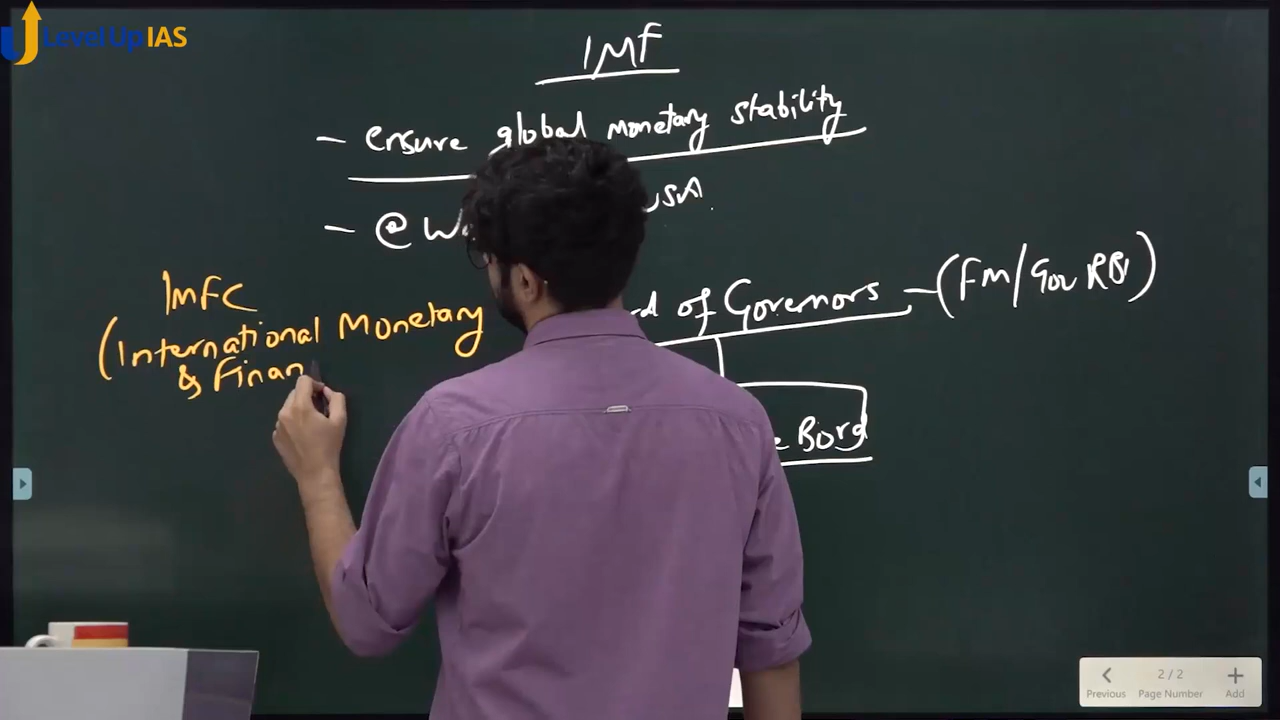 LevelUp IAS
IMF
- ensure global monetary stability
- @ USA.
IMFC
(International Monetary
& Finan
of Governors - (FM/Gov RBI)
Bord
2/2
Previous Page Number Add